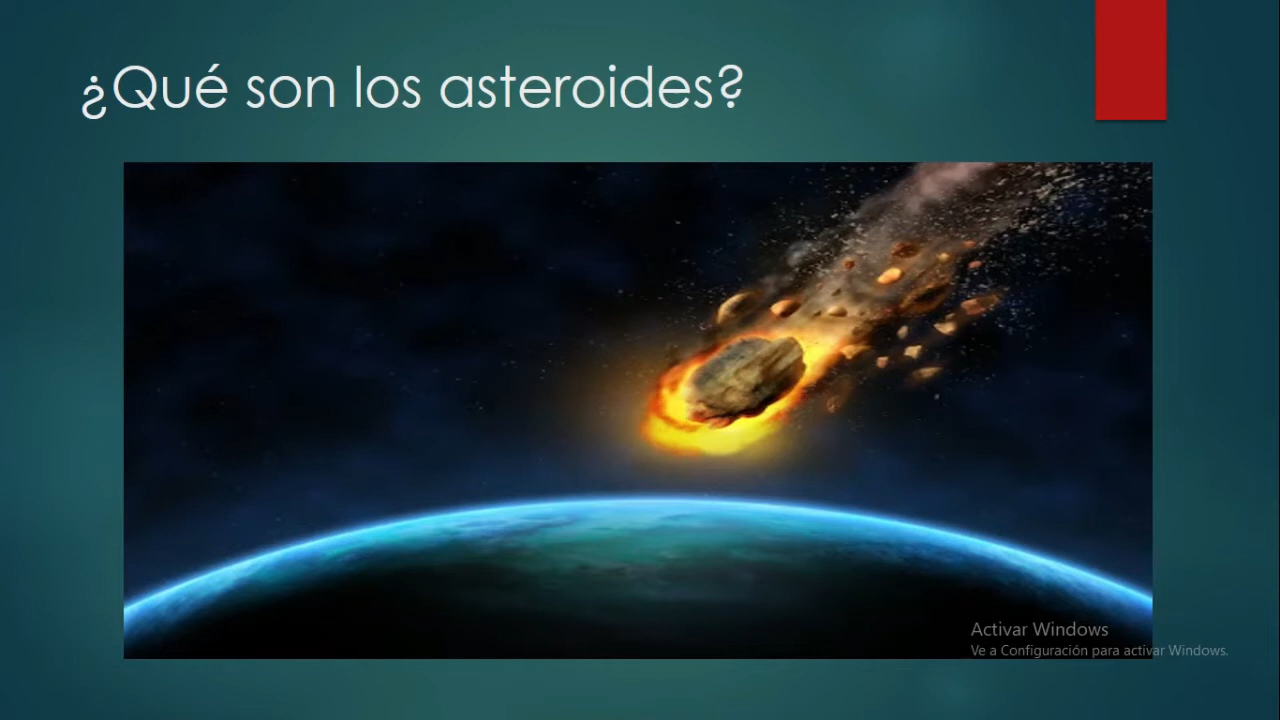 ¿Qué son los asteroides?
Activar Windows
Ve a Configuración para activar Windows.